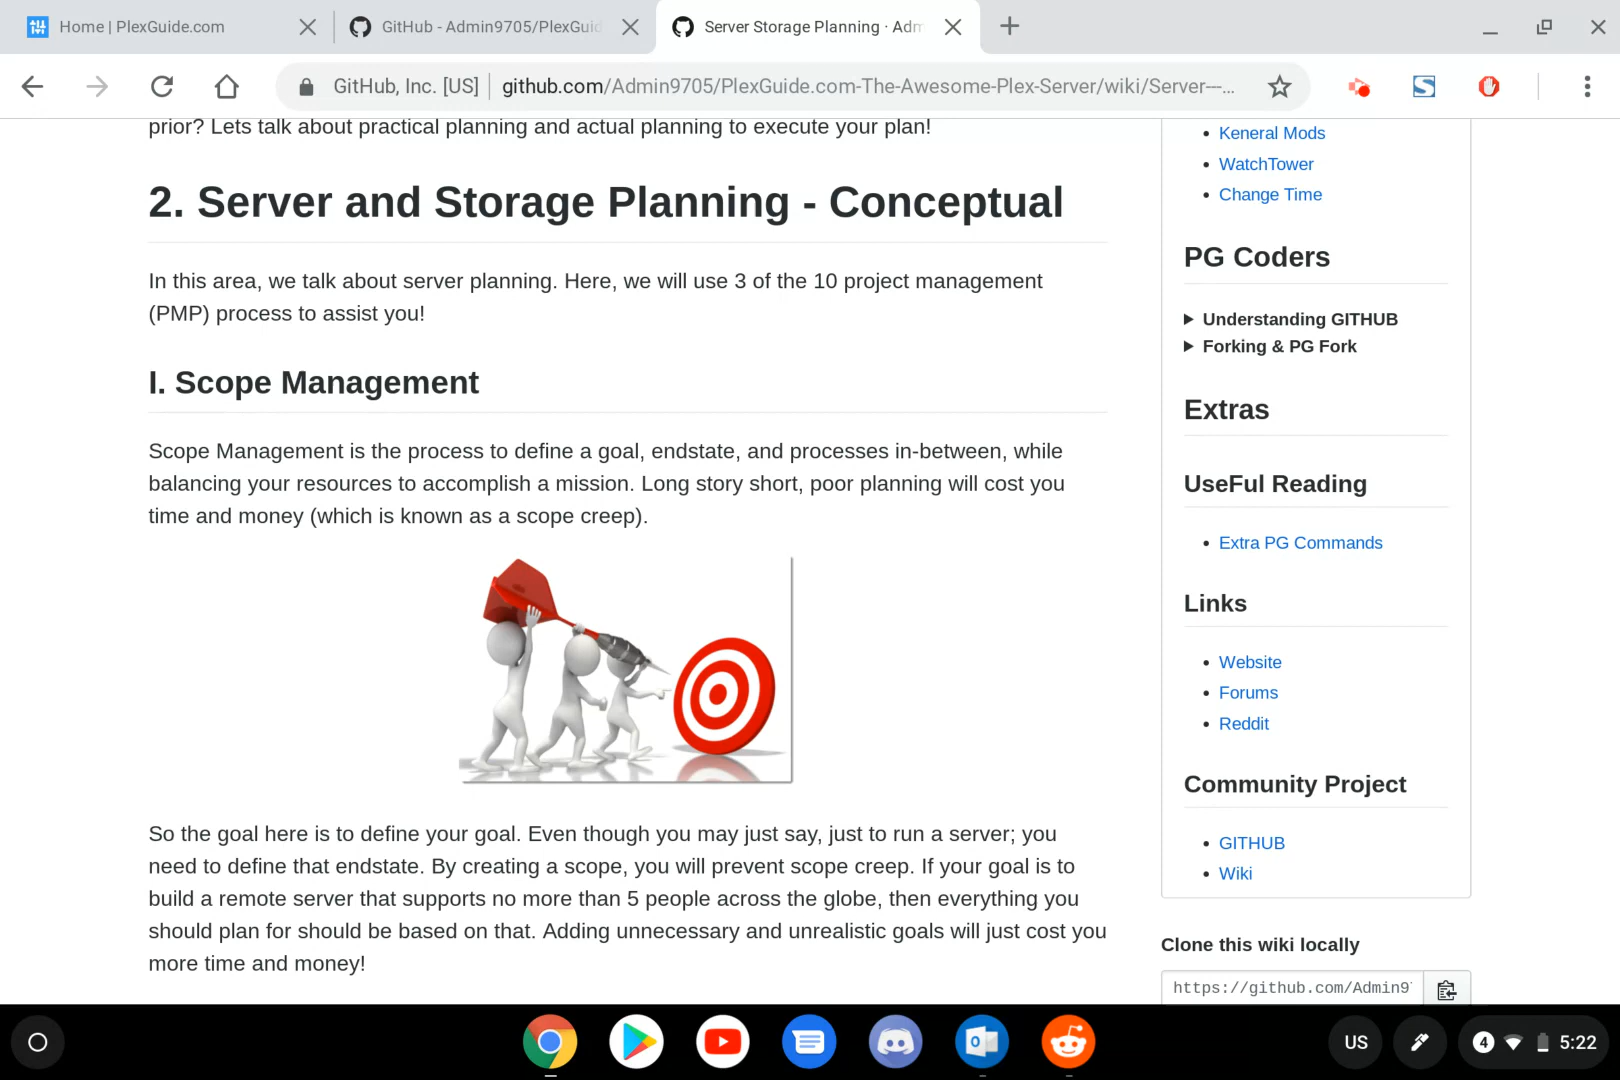 Home | PlexGuide.com
GitHub - Admin9705/PlexGuid
Server Storage Planning · Adm
GitHub, Inc. [US]
github.com/Admin9705/PlexGuide.com-The-Awesome-Plex-Server/wiki/Server---...
prior? Lets talk about practical planning and actual planning to execute your plan!
2. Server and Storage Planning - Conceptual
In this area, we talk about server planning. Here, we will use 3 of the 10 project management
(PMP) process to assist you!
I. Scope Management
Scope Management is the process to define a goal, endstate, and processes in-between, while
balancing your resources to accomplish a mission. Long story short, poor planning will cost you
time and money (which is known as a scope creep).
So the goal here is to define your goal. Even though you may just say, just to run a server; you
need to define that endstate. By creating a scope, you will prevent scope creep. If your goal is to
build a remote server that supports no more than 5 people across the globe, then everything you
should plan for should be based on that. Adding unnecessary and unrealistic goals will just cost you
more time and money!
Keneral Mods
WatchTower
Change Time
PG Coders
Understanding GITHUB
Forking & PG Fork
Extras
UseFul Reading
Extra PG Commands
Links
Website
Forums
Reddit
Community Project
GITHUB
Wiki
Clone this wiki locally
https://github.com/Admin9
US
4
5:22